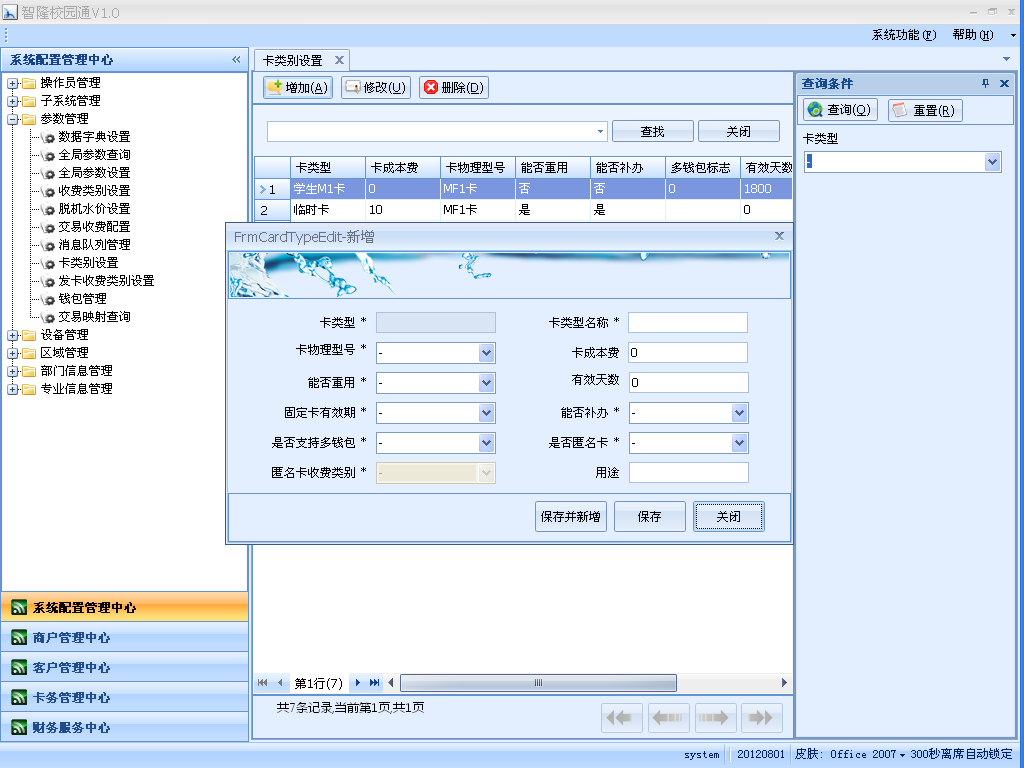 智隆校园通V1.0
系统功能(F) 帮助(H)
系统配置管理中心
操作员管理
子系统管理
参数管理
数据字典设置
全局参数查询
全局参数设置
收费类别设置
脱机水价设置
交易收费配置
消息队列管理
卡类别设置
发卡收费类别设置
钱包管理
交易映射查询
设备管理
区域管理
部门信息管理
专业信息管理
系统配置管理中心
商户管理中心
客户管理中心
卡务管理中心
财务服务中心
卡类别设置
增加(A) 修改(U) 删除(D)
查找 关闭
卡类型 卡成本费 卡物理型号 能否重用 能否补办 多钱包标志 有效天数
1 学生M1卡 0 MF1卡 否 否 0 1800
2 临时卡 10 MF1卡 是 是 0
FrmCardTypeEdit-新增
卡类型 * 卡类型名称 *
卡物理型号 * - 卡成本费 0
能否重用 * - 有效天数 0
固定卡有效期 * - 能否补办 * -
是否支持多钱包 * - 是否匿名卡 * -
匿名卡收费类别 * - 用途
保存并新增 保存 关闭
第1行(7)
共7条记录,当前第1页,共1页
查询条件
查询(Q) 重置(R)
卡类型
-
system 20120801 皮肤: Office 2007 300秒离席自动锁定